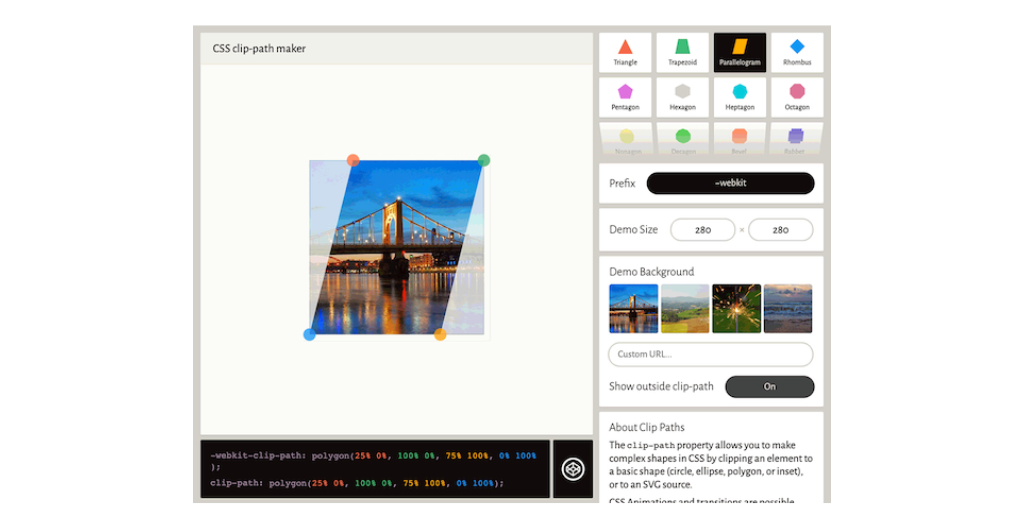 CSS clip-path maker
Triangle
Trapezoid
Parallelogram
Rhombus
Pentagon
Hexagon
Heptagon
Octagon
Nonagon
Decagon
Bevel
Rabbet
Prefix
-webkit
Demo Size
280 × 280
Demo Background
Custom URL...
Show outside clip-path
On
About Clip Paths
The clip-path property allows you to make
complex shapes in CSS by clipping an element to
a basic shape (circle, ellipse, polygon, or inset),
or to an SVG source.
CSS Animations and transitions are possible
-webkit-clip-path: polygon(25% 0%, 100% 0%, 75% 100%, 0% 100%
);
clip-path: polygon(25% 0%, 100% 0%, 75% 100%, 0% 100%);